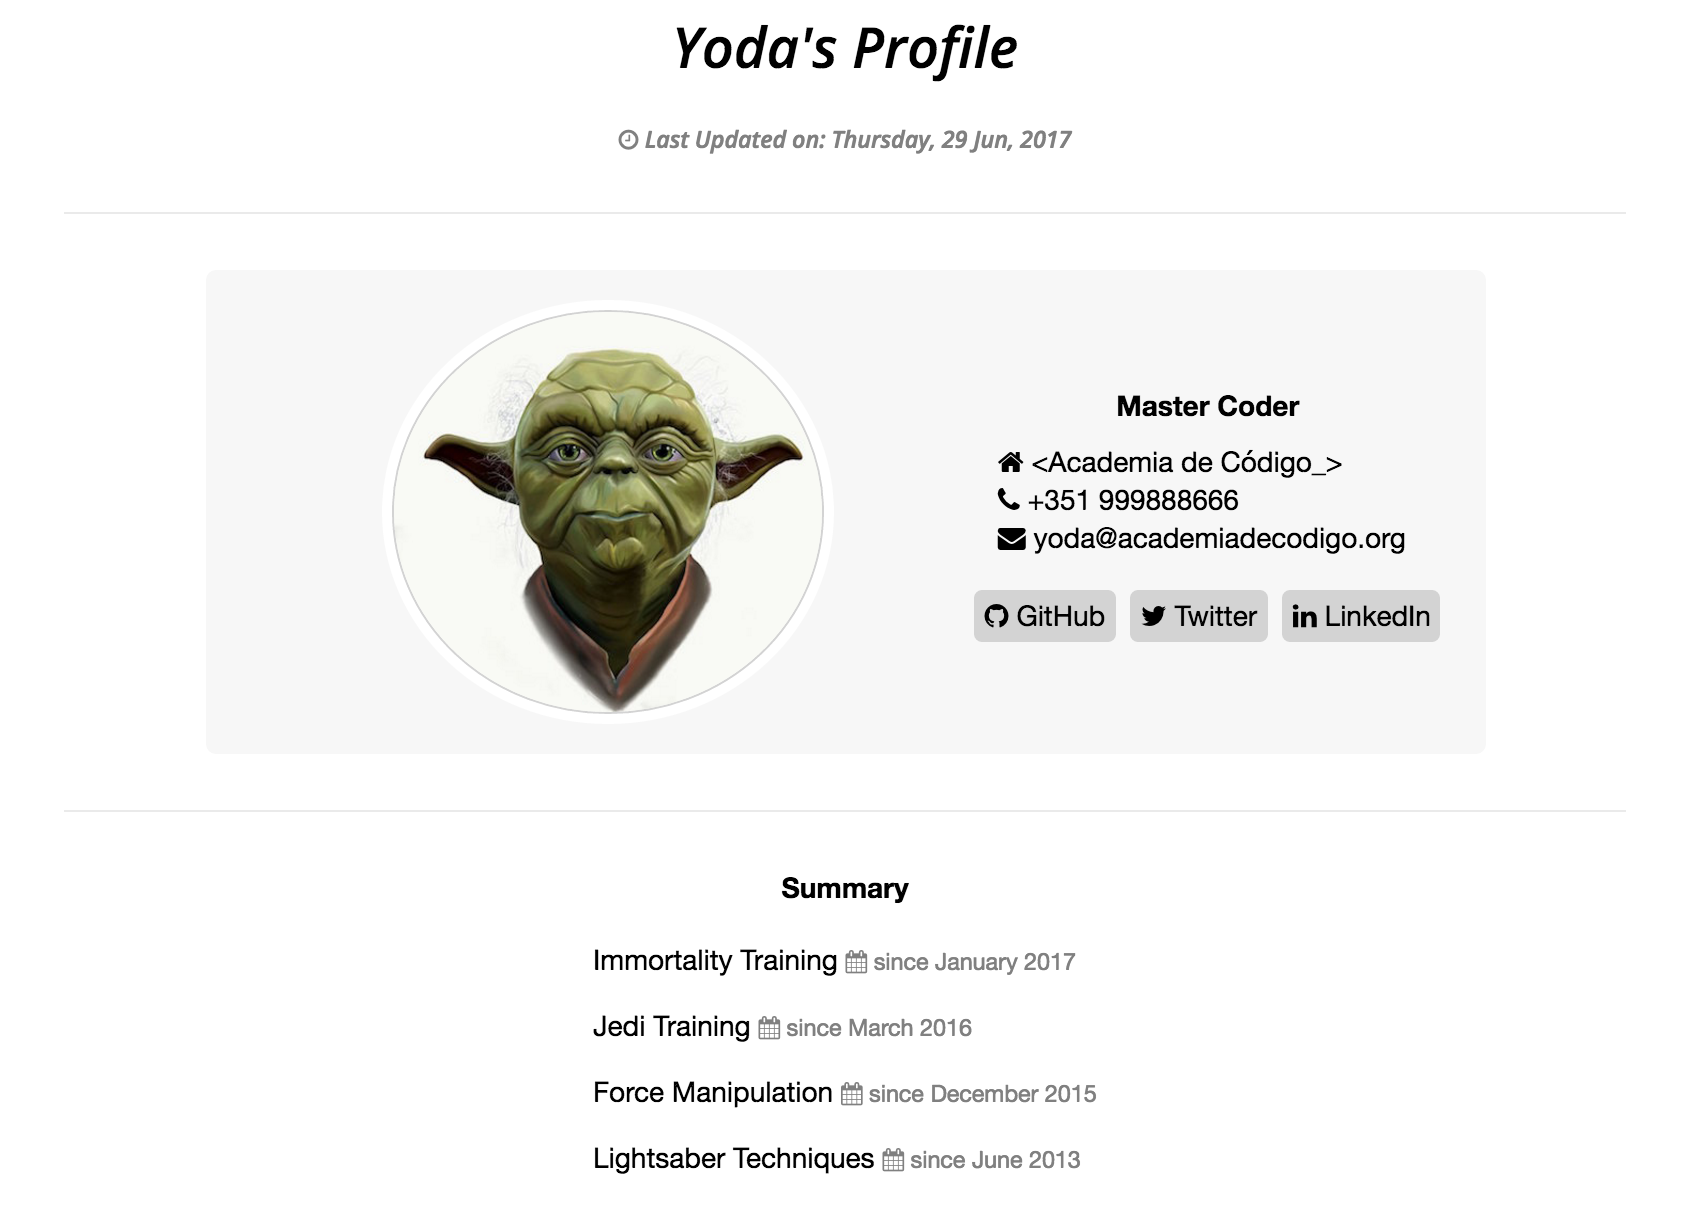 Yoda's Profile
Last Updated on: Thursday, 29 Jun, 2017
Master Coder
<Academia de Código_>
+351 999888666
yoda@academiadecodigo.org
GitHub Twitter LinkedIn
Summary
Immortality Training since January 2017
Jedi Training since March 2016
Force Manipulation since December 2015
Lightsaber Techniques since June 2013